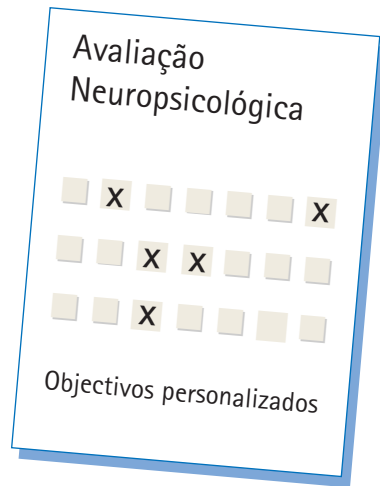 Avaliação
Neuropsicológica
X X
X X
X
Objectivos personalizados